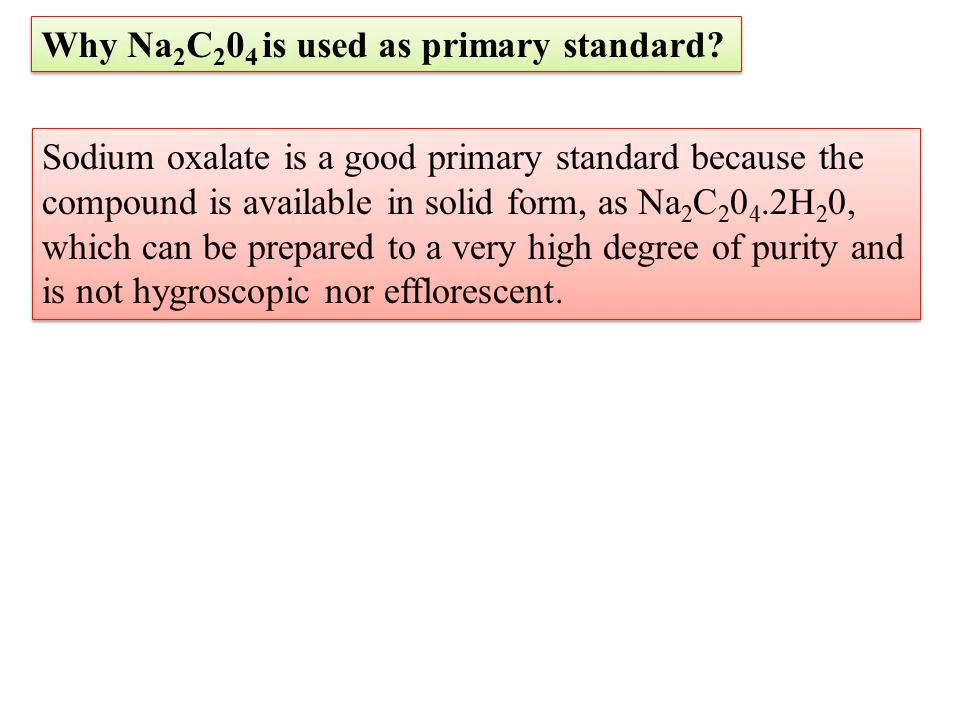 Why Na₂C₂0₄ is used as primary standard?
Sodium oxalate is a good primary standard because the
compound is available in solid form, as Na₂C₂0₄.2H₂0,
which can be prepared to a very high degree of purity and
is not hygroscopic nor efflorescent.